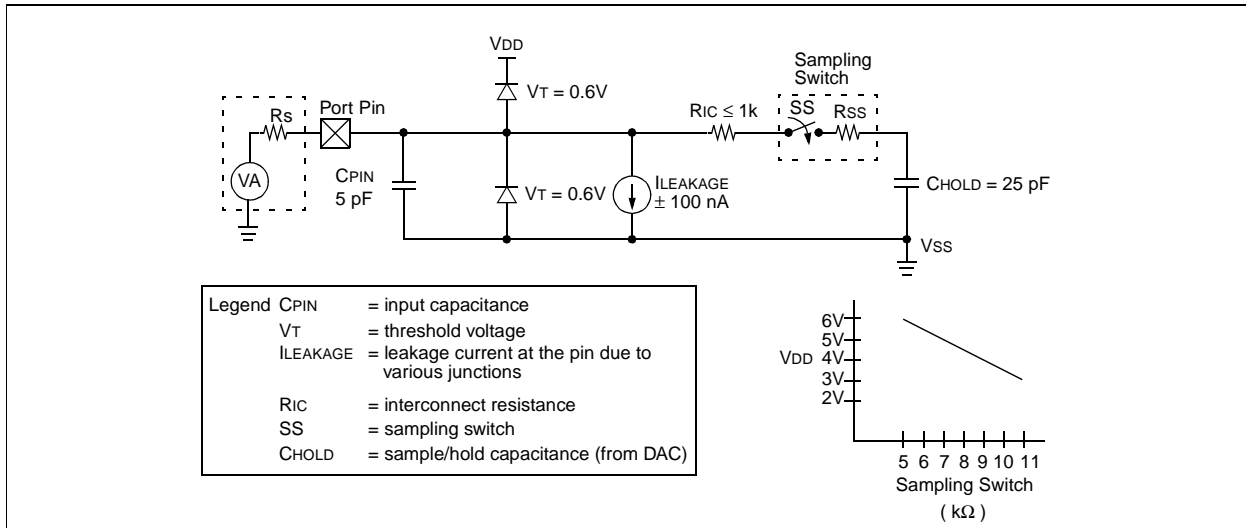 VDD
Sampling
Switch
VT = 0.6V
RIC ≤ 1k
SS
RSS
Rs
Port Pin
VA
CPIN
5 pF
VT = 0.6V
ILEAKAGE
± 100 nA
CHOLD = 25 pF
VSS
Legend CPIN = input capacitance
VT = threshold voltage
ILEAKAGE = leakage current at the pin due to
various junctions
RIC = interconnect resistance
SS = sampling switch
CHOLD = sample/hold capacitance (from DAC)
6V
5V
VDD 4V
3V
2V
5 6 7 8 9 10 11
Sampling Switch
( kΩ )